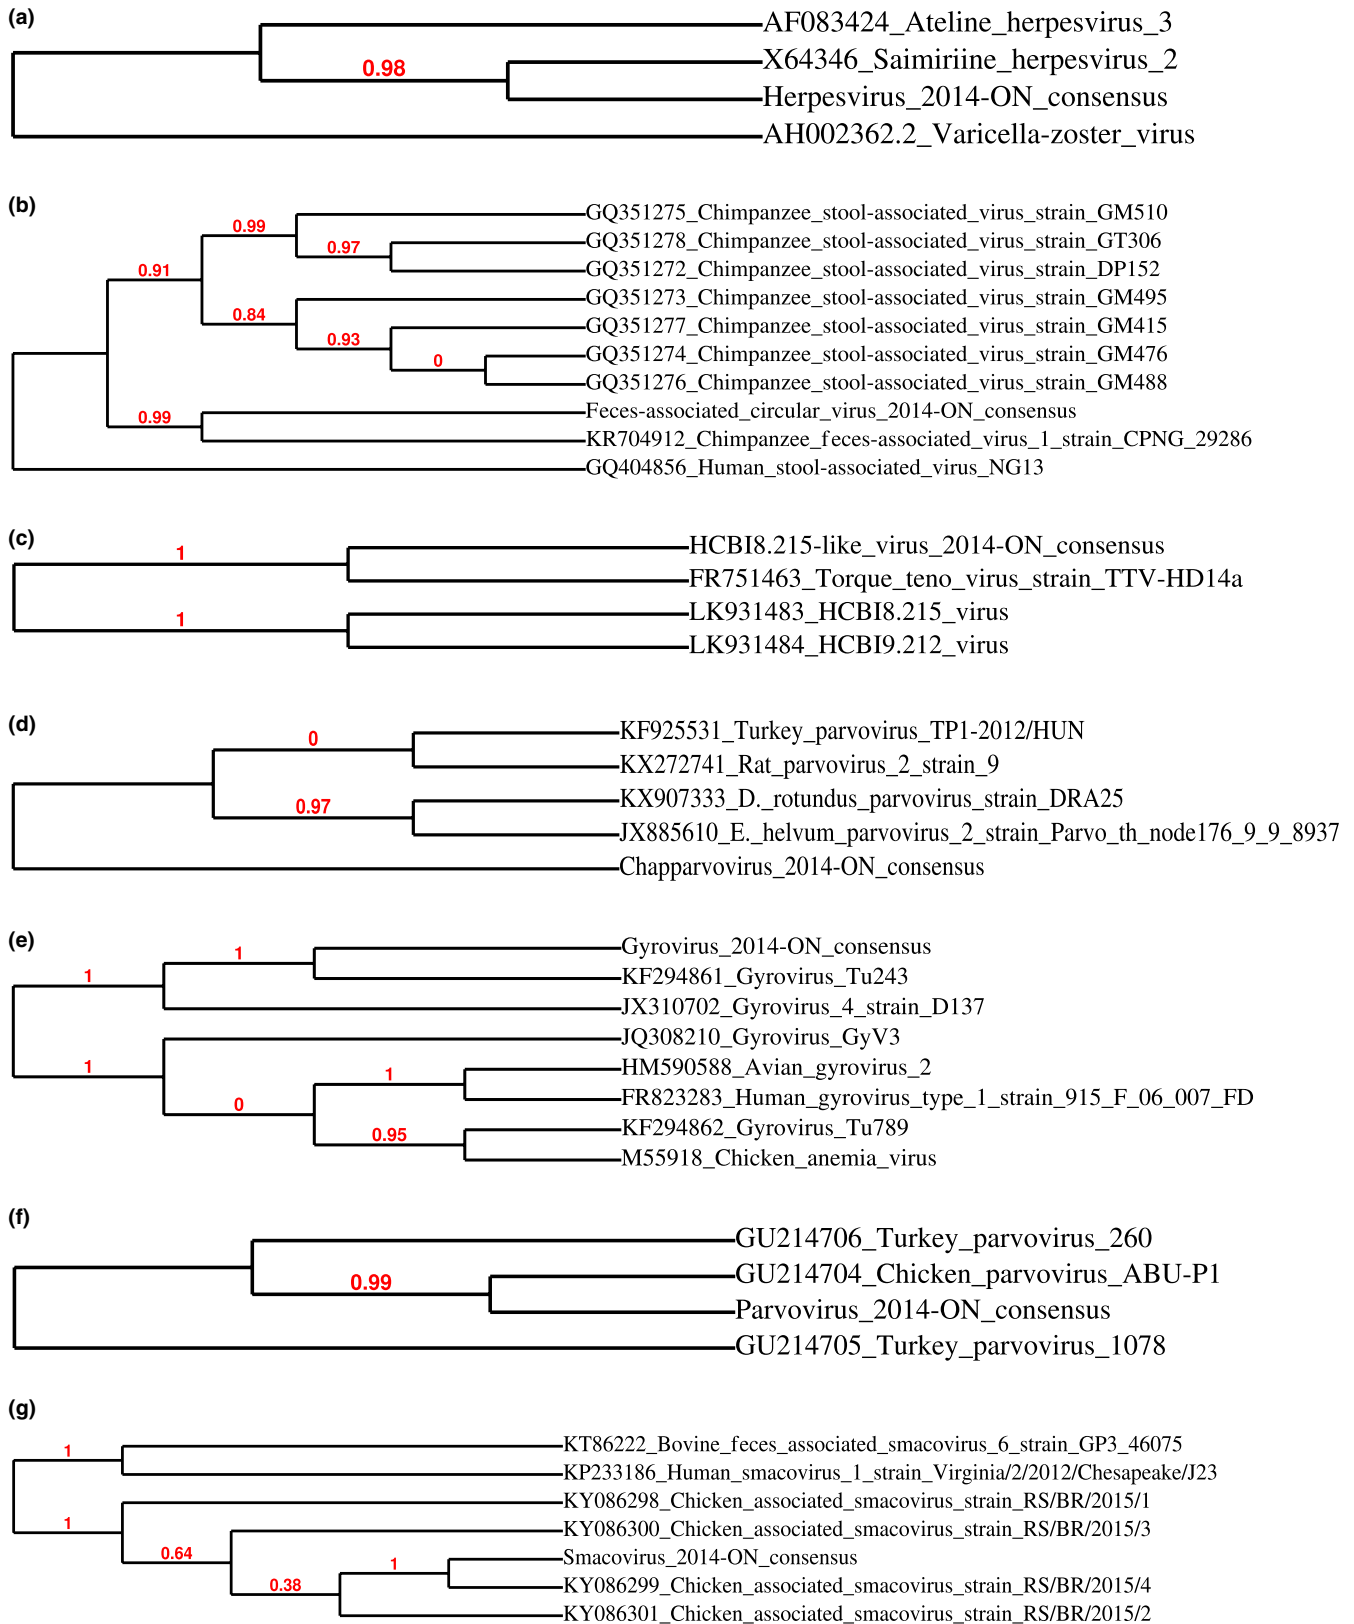 (a)
AF083424_Ateline_herpesvirus_3
X64346_Saimiriine_herpesvirus_2
0.98
Herpesvirus_2014-ON_consensus
AH002362.2_Varicella-zoster_virus
(b)
GQ351275_Chimpanzee_stool-associated_virus_strain_GM510
0.99
GQ351278_Chimpanzee_stool-associated_virus_strain_GT306
0.97
GQ351272_Chimpanzee_stool-associated_virus_strain_DP152
0.91
GQ351273_Chimpanzee_stool-associated_virus_strain_GM495
0.84
GQ351277_Chimpanzee_stool-associated_virus_strain_GM415
0.93
GQ351274_Chimpanzee_stool-associated_virus_strain_GM476
0
GQ351276_Chimpanzee_stool-associated_virus_strain_GM488
Feces-associated_circular_virus_2014-ON_consensus
0.99
KR704912_Chimpanzee_feces-associated_virus_1_strain_CPNG_29286
GQ404856_Human_stool-associated_virus_NG13
(c)
HCBI8.215-like_virus_2014-ON_consensus
1
FR751463_Torque_teno_virus_strain_TTV-HD14a
LK931483_HCBI8.215_virus
1
LK931484_HCBI9.212_virus
(d)
KF925531_Turkey_parvovirus_TP1-2012/HUN
0
KX272741_Rat_parvovirus_2_strain_9
KX907333_D._rotundus_parvovirus_strain_DRA25
0.97
JX885610_E._helvum_parvovirus_2_strain_Parvo_th_node176_9_9_8937
Chapparvovirus_2014-ON_consensus
(e)
Gyrovirus_2014-ON_consensus
1
KF294861_Gyrovirus_Tu243
1
JX310702_Gyrovirus_4_strain_D137
JQ308210_Gyrovirus_GyV3
1
HM590588_Avian_gyrovirus_2
1
FR823283_Human_gyrovirus_type_1_strain_915_F_06_007_FD
0
KF294862_Gyrovirus_Tu789
0.95
M55918_Chicken_anemia_virus
(f)
GU214706_Turkey_parvovirus_260
GU214704_Chicken_parvovirus_ABU-P1
0.99
Parvovirus_2014-ON_consensus
GU214705_Turkey_parvovirus_1078
(g)
KT86222_Bovine_feces_associated_smacovirus_6_strain_GP3_46075
1
KP233186_Human_smacovirus_1_strain_Virginia/2/2012/Chesapeake/J23
KY086298_Chicken_associated_smacovirus_strain_RS/BR/2015/1
1
KY086300_Chicken_associated_smacovirus_strain_RS/BR/2015/3
0.64
Smacovirus_2014-ON_consensus
1
KY086299_Chicken_associated_smacovirus_strain_RS/BR/2015/4
0.38
KY086301_Chicken_associated_smacovirus_strain_RS/BR/2015/2